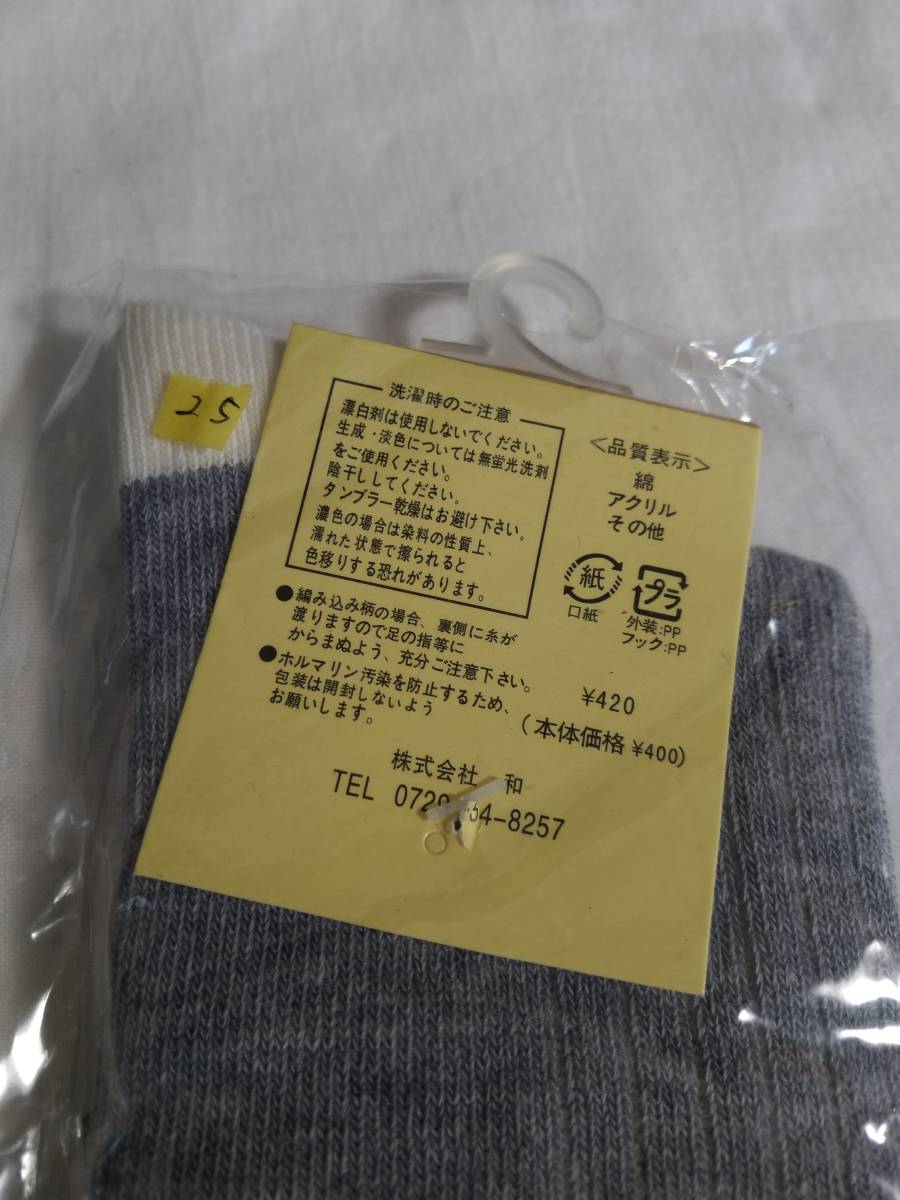 25
洗濯時のご注意
漂白剤は使用しないでください。
生成・淡色については無蛍光洗剤
をご使用ください。
陰干ししてください。
タンブラー乾燥はお避け下さい。
濃色の場合は染料の性質上、
濡れた状態で擦られると
色移りする恐れがあります。
●編み込み柄の場合、裏側に糸が
渡りますので足の指等に
からまぬよう、充分ご注意下さい。
●ホルマリン汚染を防止するため、
包装は開封しないよう
お願いします。
<品質表示>
綿
アクリル
その他
紙
口紙
プラ
外装:PP
フック:PP
¥420
(本体価格¥400)
株式会社 和
TEL